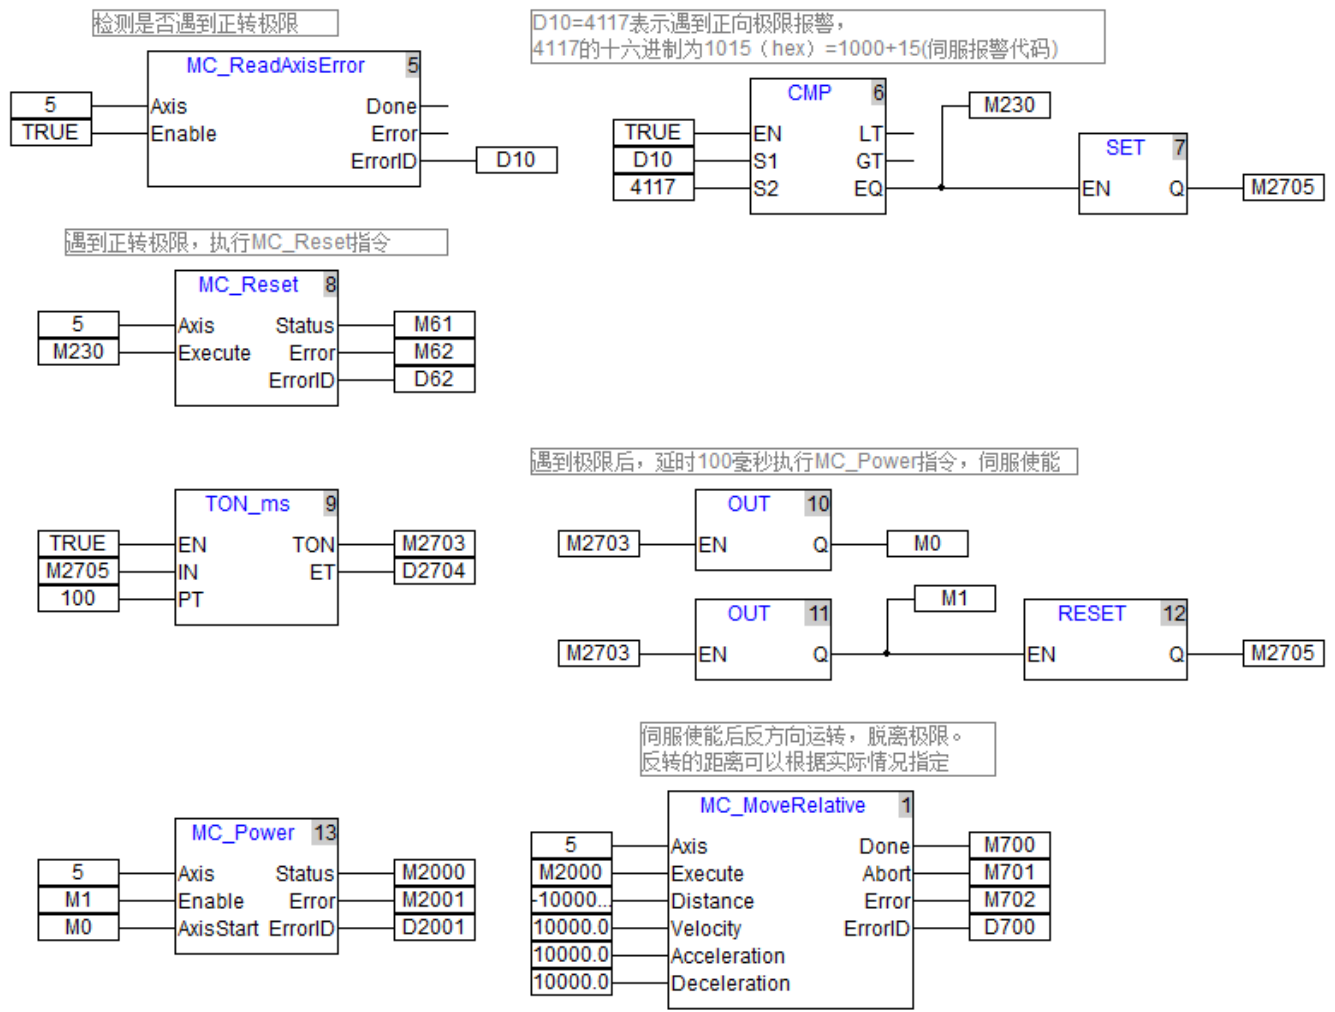 检测是否遇到正转极限
MC_ReadAxisError 5
5 Axis Done
TRUE Enable Error
ErrorID D10
D10=4117表示遇到正向极限报警，
4117的十六进制为1015（hex）=1000+15(伺服报警代码)
CMP 6
M230
TRUE EN LT
D10 S1 GT
4117 S2 EQ
SET 7
EN Q M2705
遇到正转极限，执行MC_Reset指令
MC_Reset 8
5 Axis Status M61
M230 Execute Error M62
ErrorID D62
TON_ms 9
TRUE EN TON M2703
M2705 IN ET D2704
100 PT
遇到极限后，延时100毫秒执行MC_Power指令，伺服使能
OUT 10
M2703 EN Q M0
OUT 11
M1
M2703 EN Q
RESET 12
EN Q M2705
MC_Power 13
5 Axis Status M2000
M1 Enable Error M2001
M0 AxisStart ErrorID D2001
伺服使能后反方向运转，脱离极限。
反转的距离可以根据实际情况指定
MC_MoveRelative 1
5 Axis Done M700
M2000 Execute Abort M701
-10000... Distance Error M702
10000.0 Velocity ErrorID D700
10000.0 Acceleration
10000.0 Deceleration